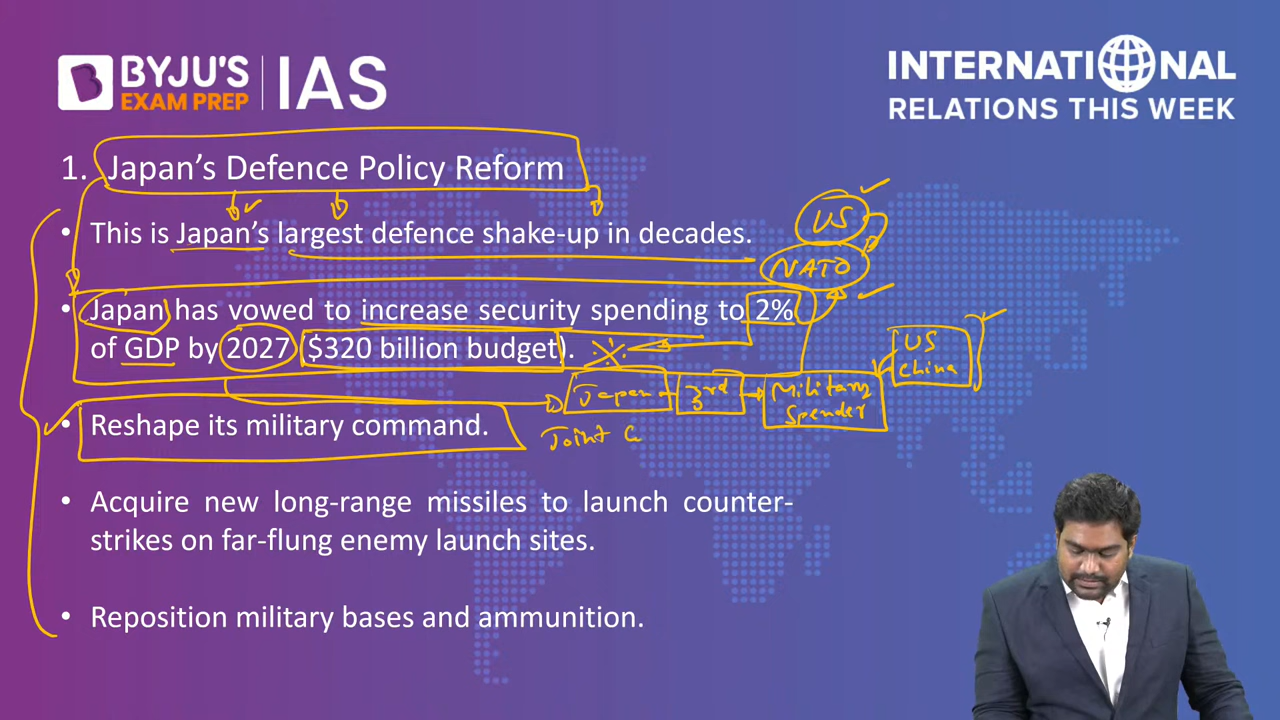 BYJU'S
EXAM PREP
IAS
INTERNATIONAL
RELATIONS THIS WEEK
1. Japan's Defence Policy Reform
• This is Japan's largest defence shake-up in decades.
US
NATO
• Japan has vowed to increase security spending to 2%
of GDP by 2027 ($320 billion budget).
US
China
Japan 3rd Military
Spender
• Reshape its military command.
Joint C
• Acquire new long-range missiles to launch counter-
strikes on far-flung enemy launch sites.
• Reposition military bases and ammunition.